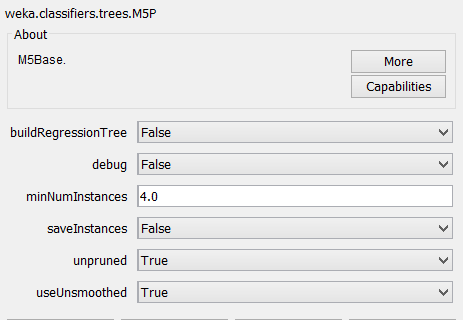 weka.classifiers.trees.M5P
About
M5Base.
More
Capabilities
buildRegressionTree False
debug False
minNumInstances 4.0
saveInstances False
unpruned True
useUnsmoothed True